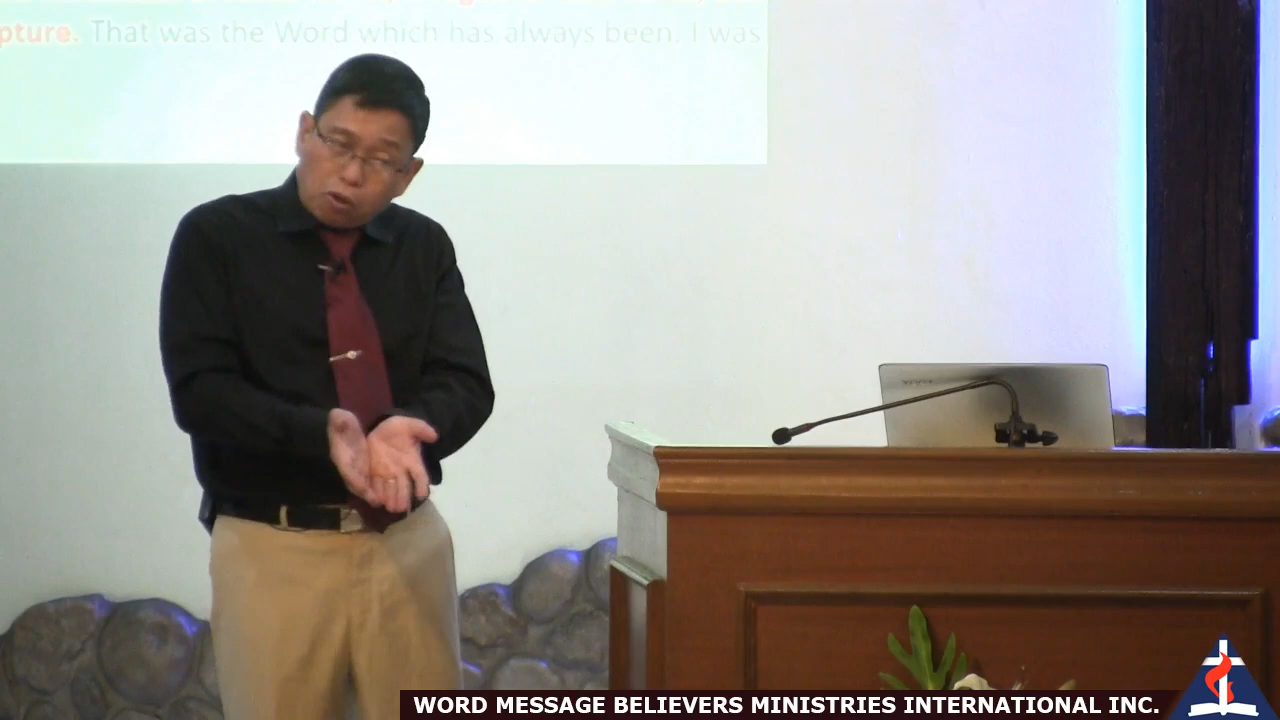 pture. That was the Word which has always been. I was
WORD MESSAGE BELIEVERS MINISTRIES INTERNATIONAL INC.